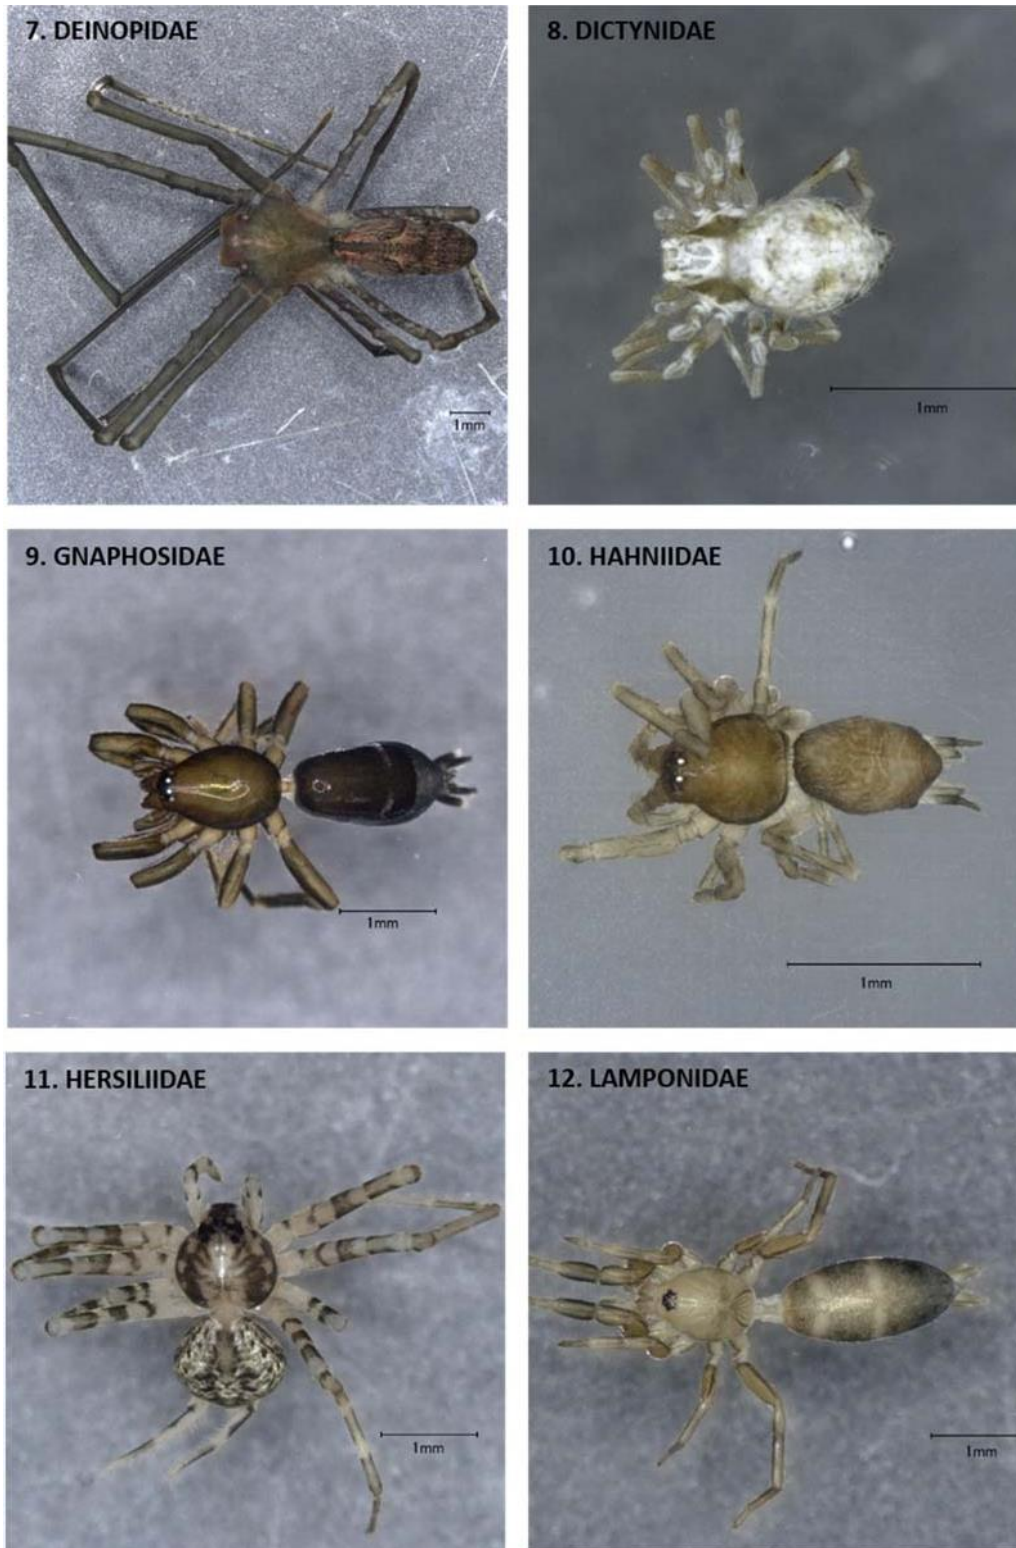 7. DEINOPIDAE
1mm
8. DICTYNIDAE
1mm
9. GNAPHOSIDAE
1mm
10. HAHNIIDAE
1mm
11. HERSILIIDAE
1mm
12. LAMPONIDAE
1mm